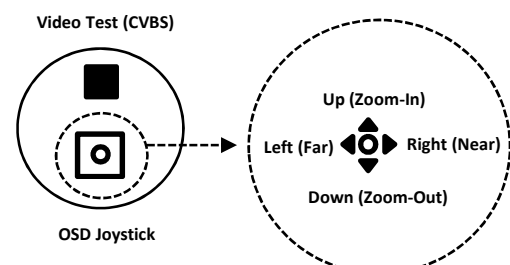 Video Test (CVBS)
Up (Zoom-In)
Left (Far)
Right (Near)
Down (Zoom-Out)
OSD Joystick